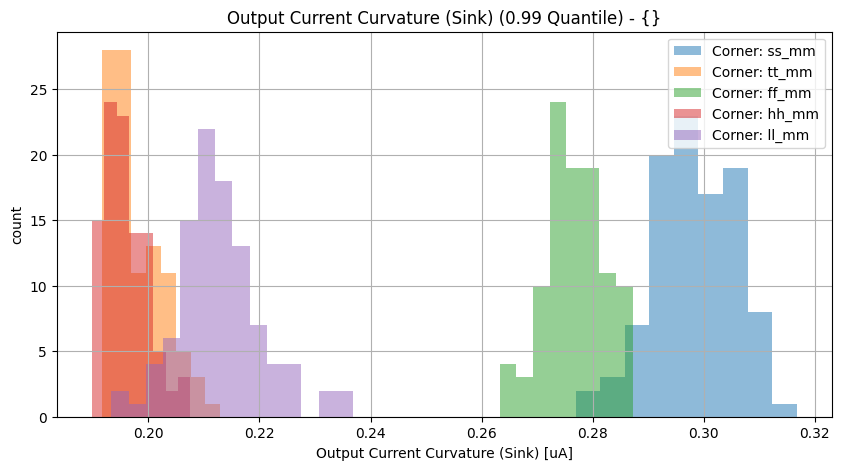 Output Current Curvature (Sink) (0.99 Quantile) - {}
Corner: ss_mm
Corner: tt_mm
Corner: ff_mm
Corner: hh_mm
Corner: ll_mm
count
25
20
15
10
5
0
0.20 0.22 0.24 0.26 0.28 0.30 0.32
Output Current Curvature (Sink) [uA]